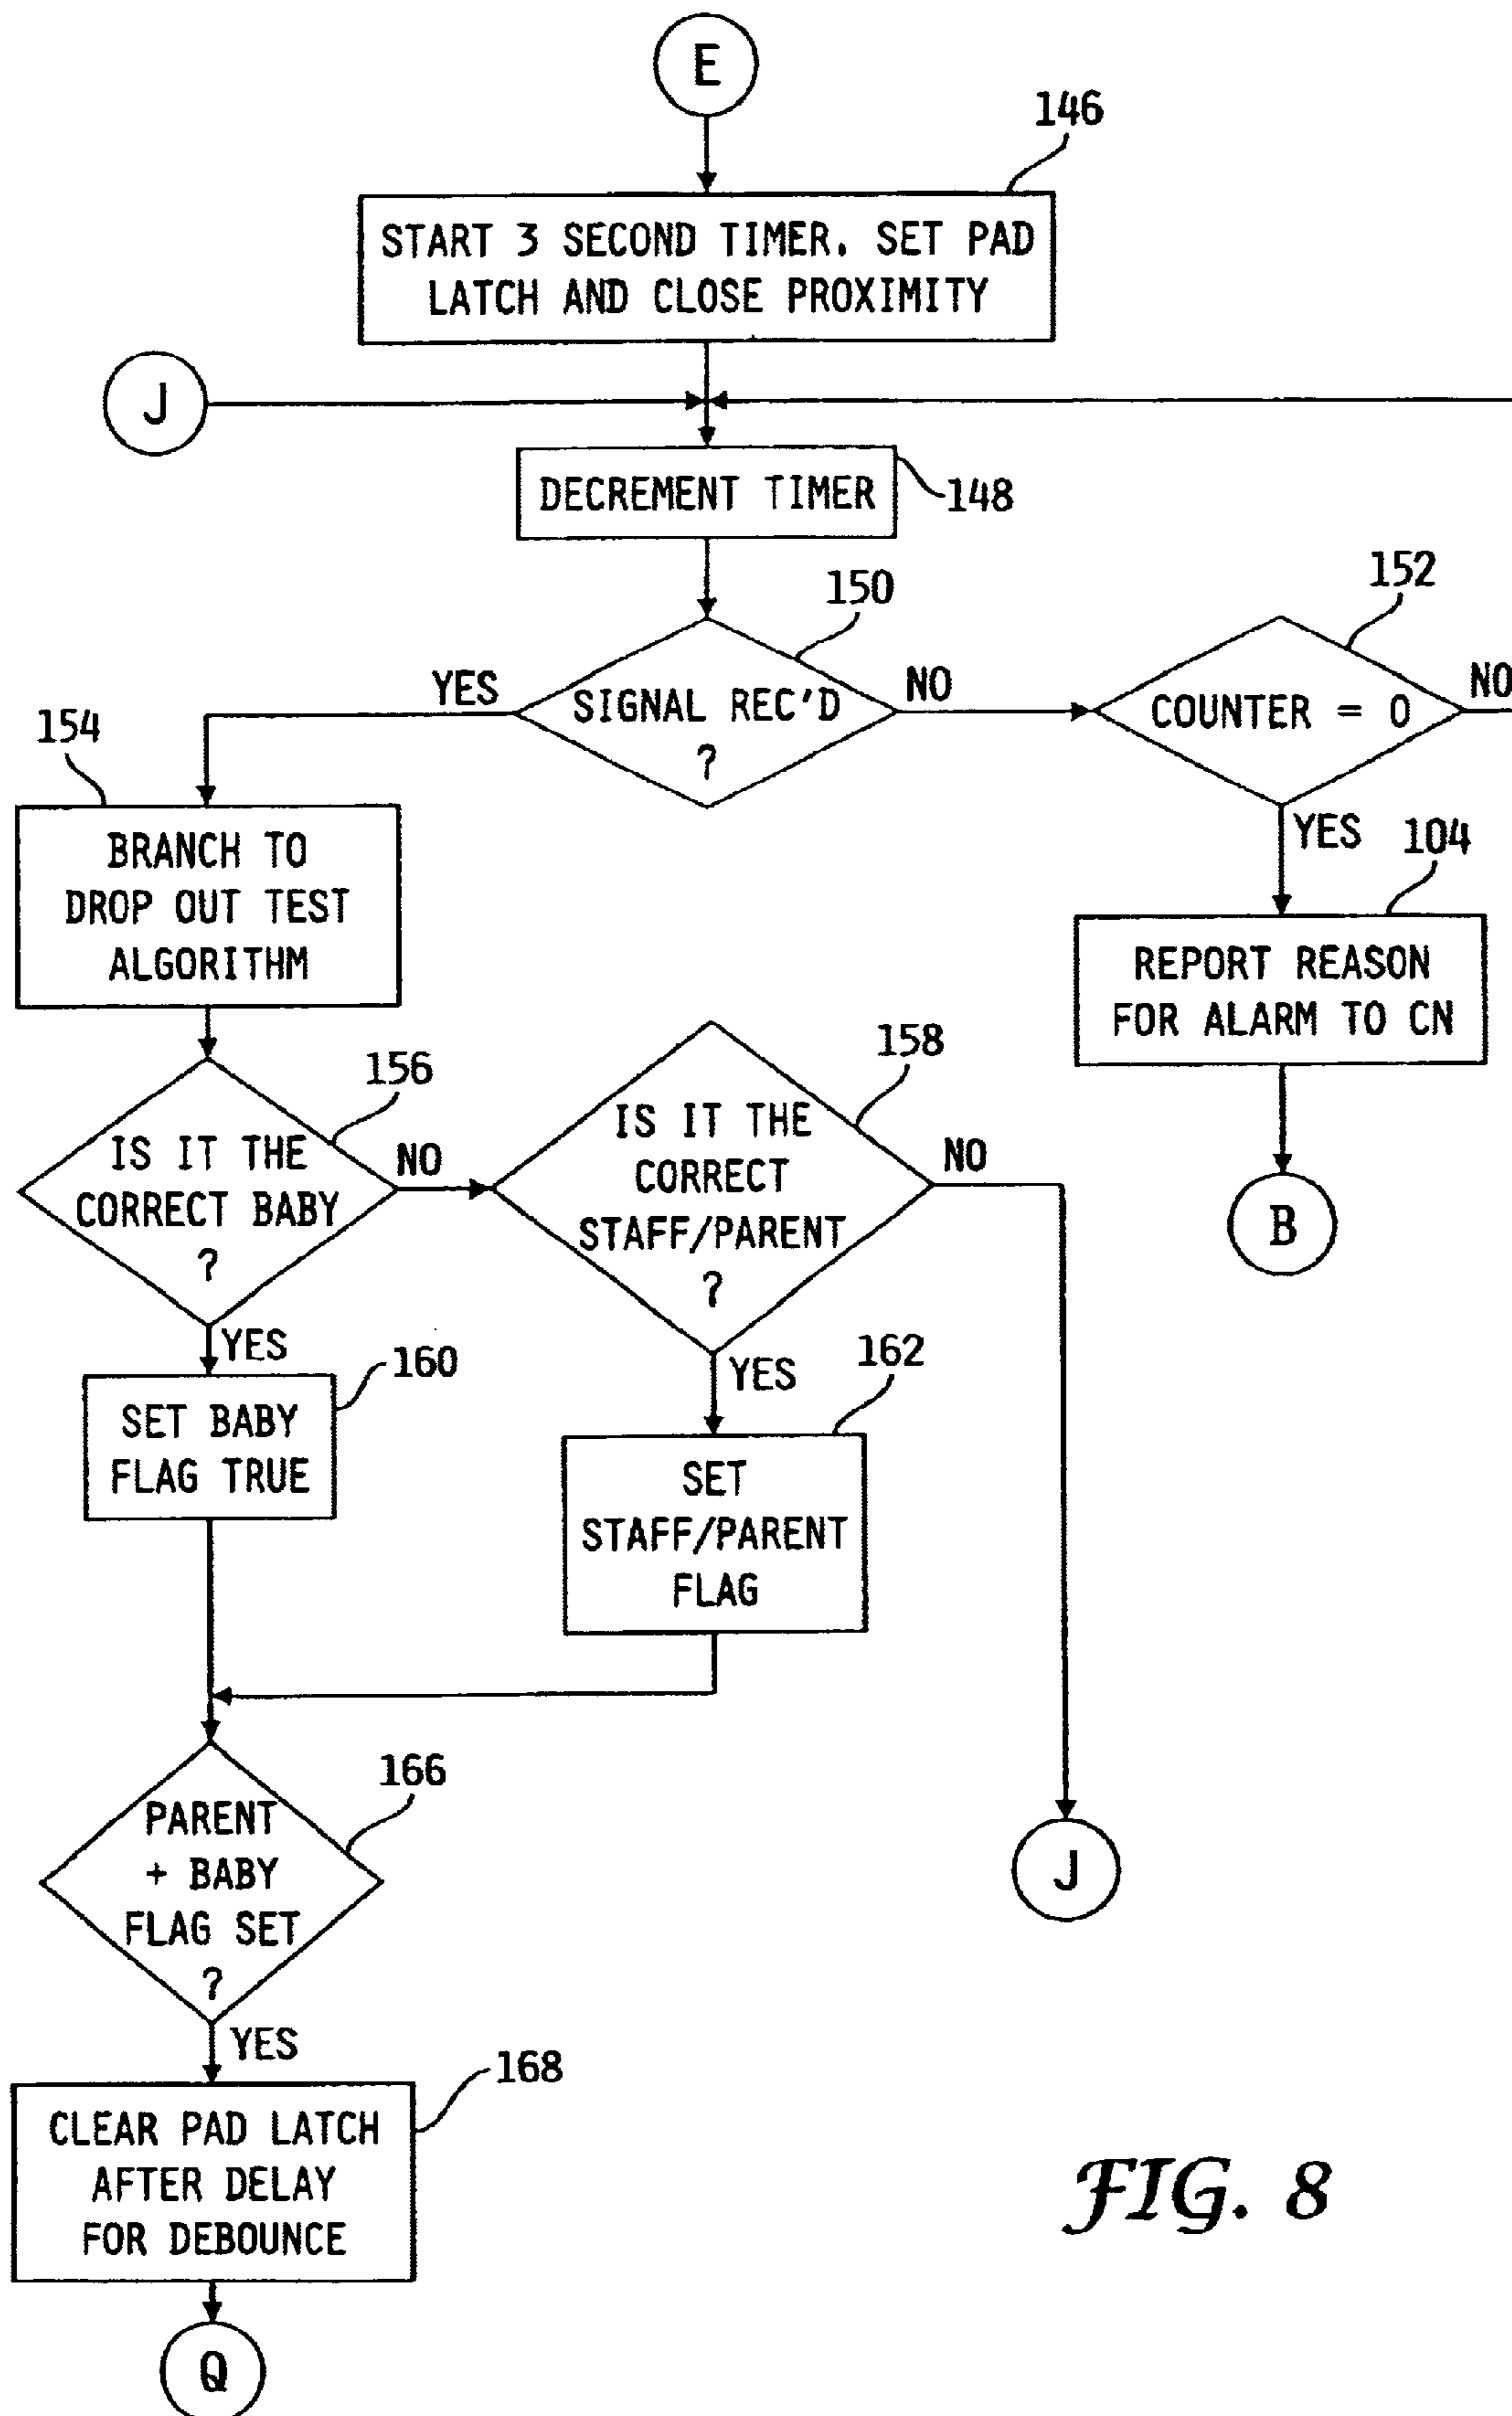 E
146
START 3 SECOND TIMER. SET PAD
LATCH AND CLOSE PROXIMITY
J
DECREMENT TIMER
148
150
152
YES
SIGNAL REC'D
?
NO
COUNTER = 0
NO
154
BRANCH TO
DROP OUT TEST
ALGORITHM
YES
104
REPORT REASON
FOR ALARM TO CN
B
156
IS IT THE
CORRECT BABY
?
NO
158
IS IT THE
CORRECT
STAFF/PARENT
?
NO
YES
160
SET BABY
FLAG TRUE
YES
162
SET
STAFF/PARENT
FLAG
J
166
PARENT
+ BABY
FLAG SET
?
YES
168
CLEAR PAD LATCH
AFTER DELAY
FOR DEBOUNCE
Q
FIG. 8